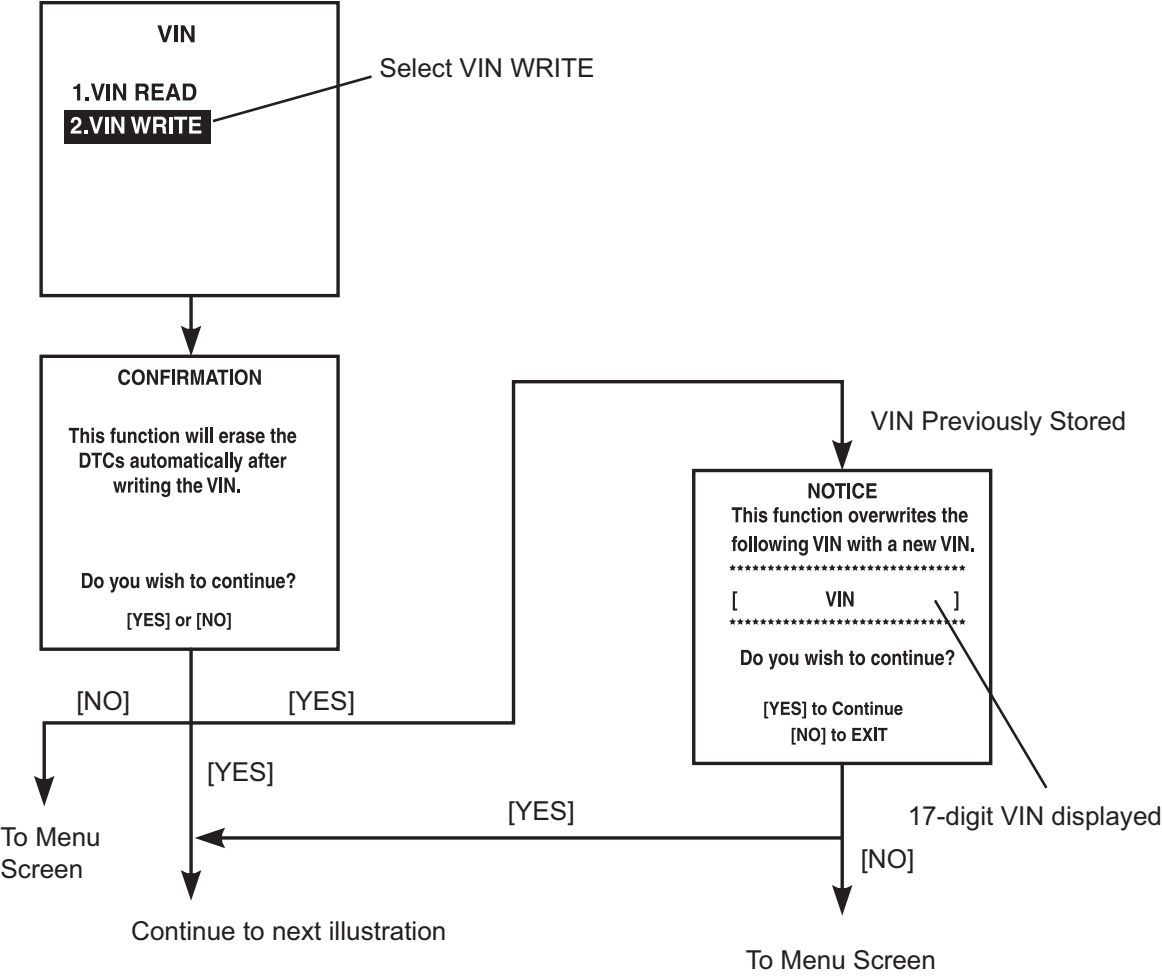 VIN
Select VIN WRITE
1.VIN READ
2.VIN WRITE
CONFIRMATION
This function will erase the
DTCs automatically after
writing the VIN.
Do you wish to continue?
[YES] or [NO]
VIN Previously Stored
NOTICE
This function overwrites the
following VIN with a new VIN.
*******************************
[ VIN ]
*******************************
Do you wish to continue?
[YES] to Continue
[NO] to EXIT
[NO]
[YES]
[YES]
[YES]
17-digit VIN displayed
To Menu
Screen
[NO]
Continue to next illustration
To Menu Screen